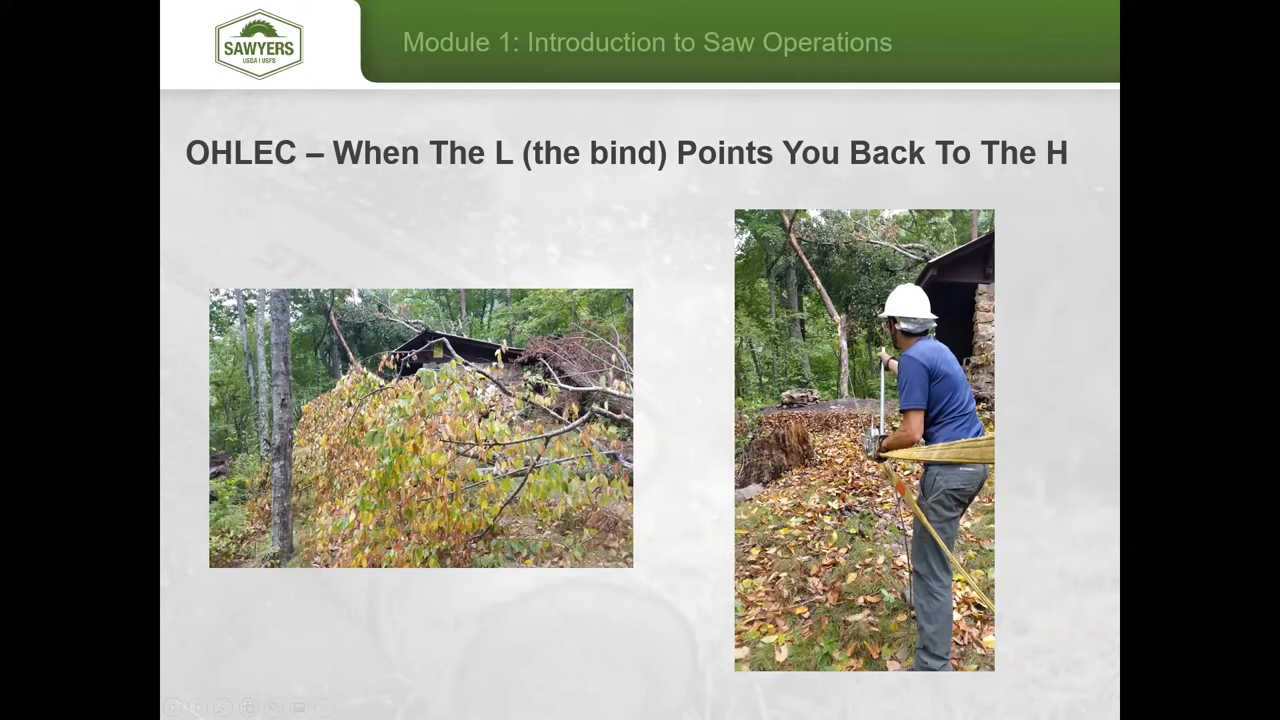 SAWYERS
USDA | USFS
Module 1: Introduction to Saw Operations
OHLEC – When The L (the bind) Points You Back To The H